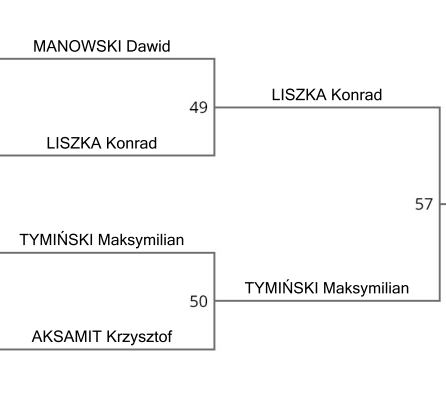 MANOWSKI Dawid
49
LISZKA Konrad
LISZKA Konrad
57
TYMIŃSKI Maksymilian
50
AKSAMIT Krzysztof
TYMIŃSKI Maksymilian